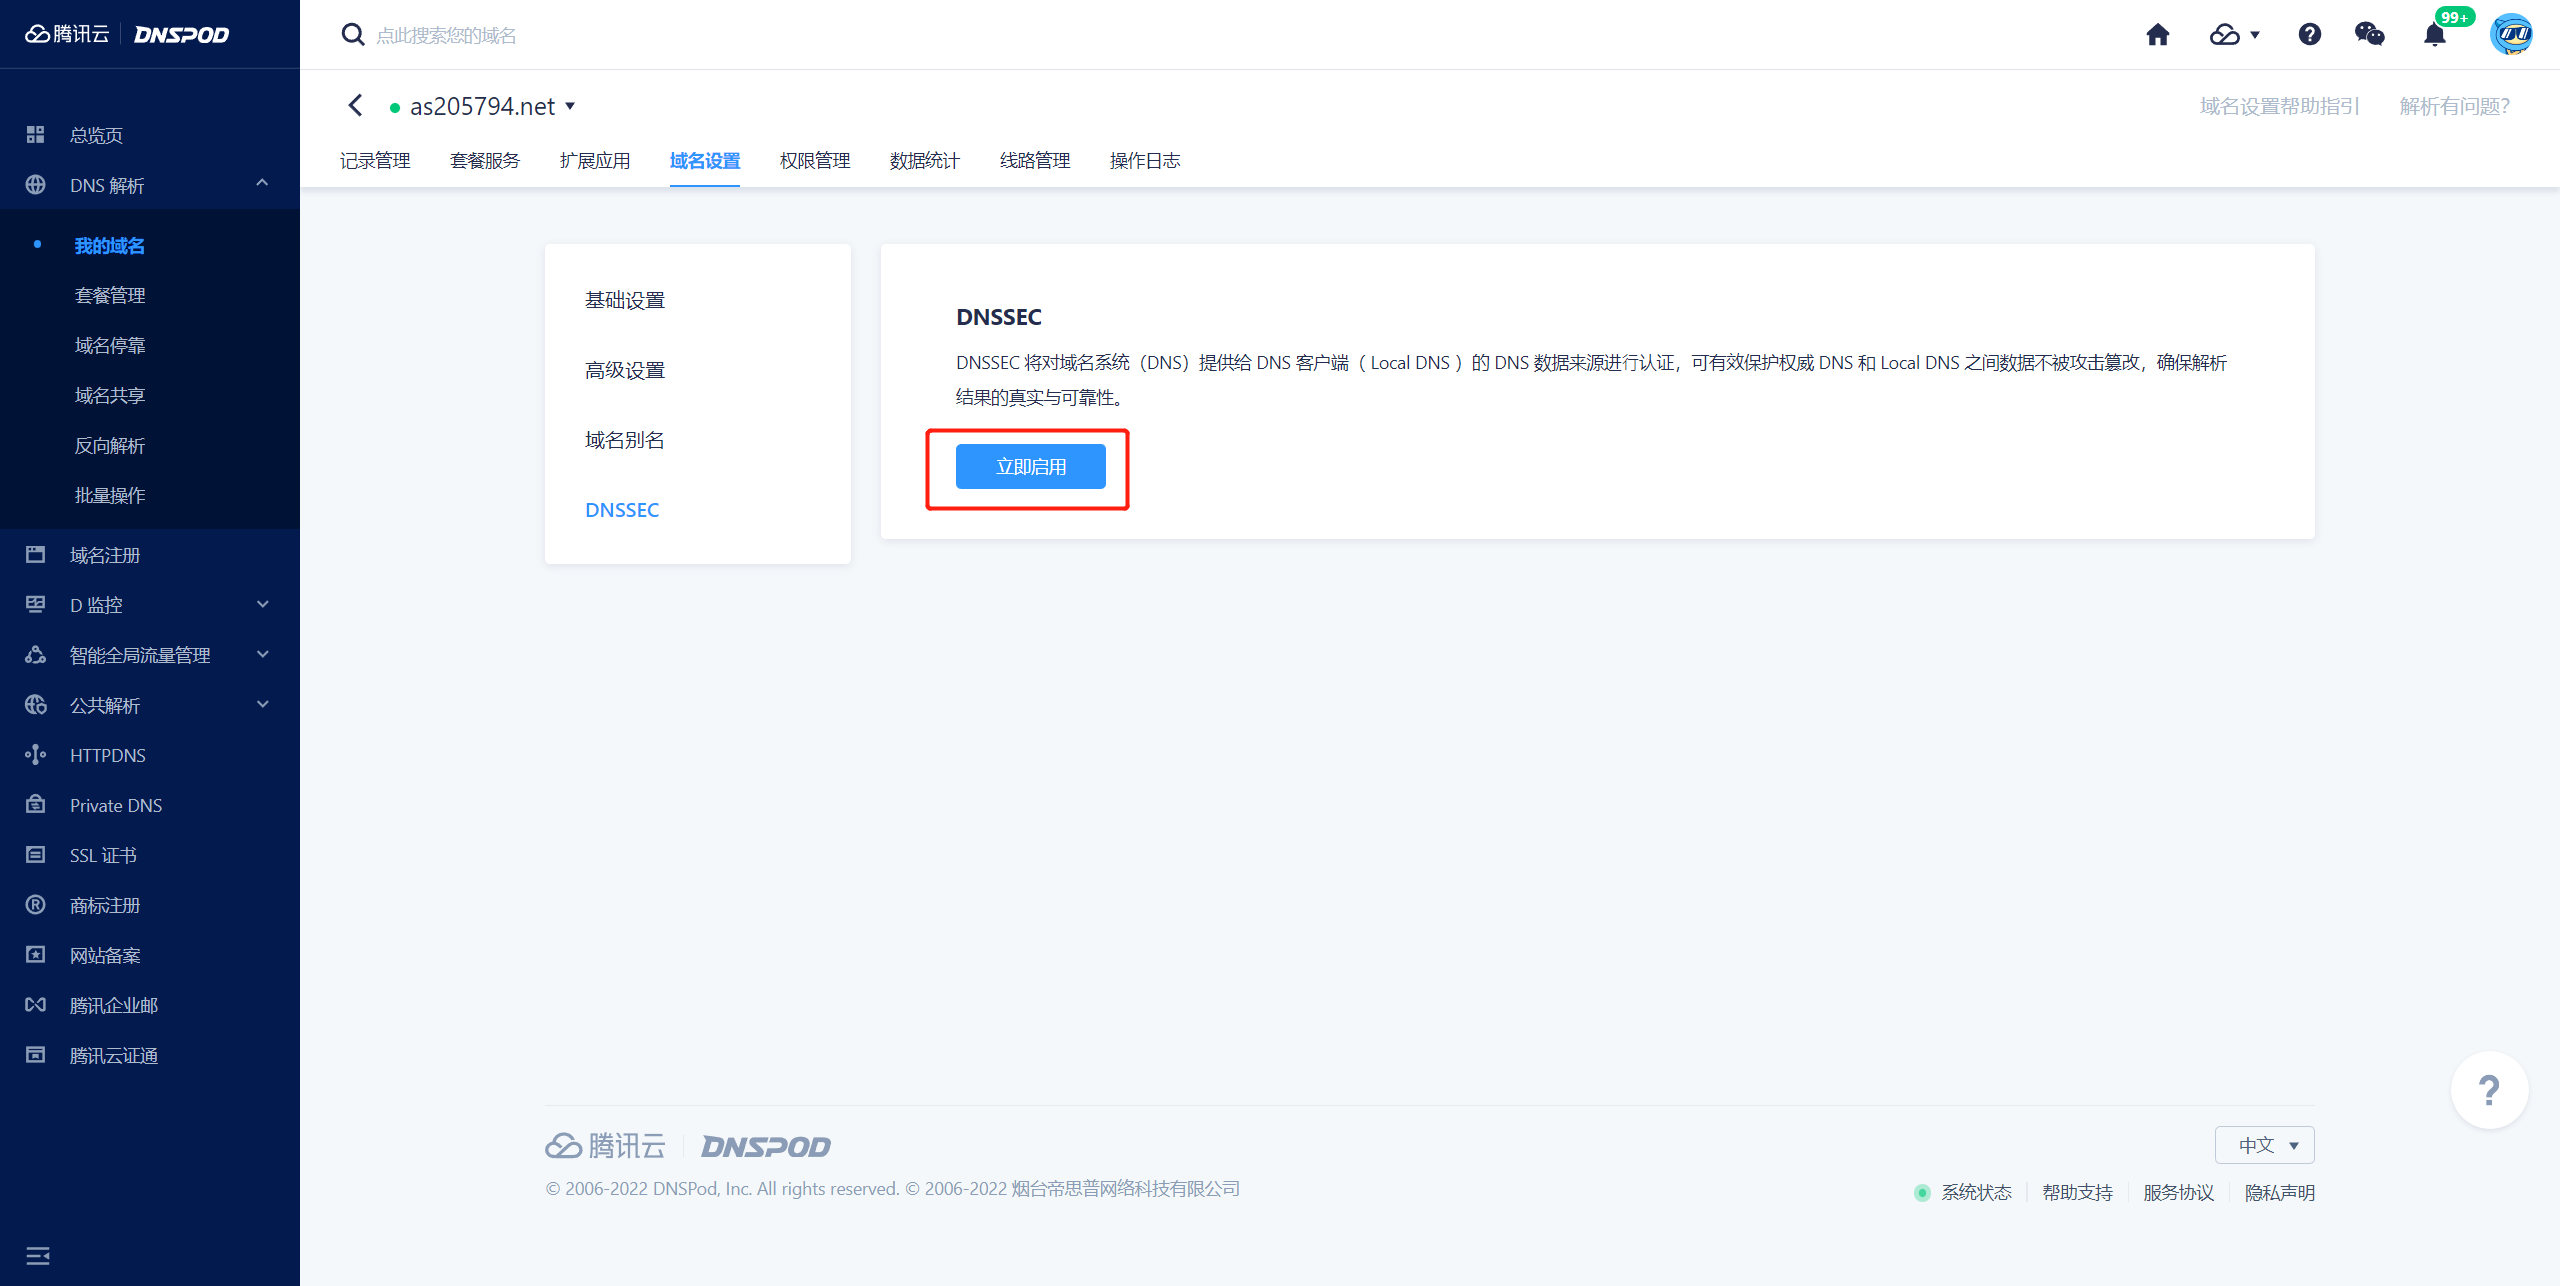 腾讯云 DNSPOD
点此搜索您的域名
99+
as205794.net
域名设置帮助指引 解析有问题?
记录管理 套餐服务 扩展应用 域名设置 权限管理 数据统计 线路管理 操作日志
总览页
DNS 解析
我的域名
套餐管理
域名停靠
域名共享
反向解析
批量操作
域名注册
D 监控
智能全局流量管理
公共解析
HTTPDNS
Private DNS
SSL 证书
商标注册
网站备案
腾讯企业邮
腾讯云证通
基础设置
高级设置
域名别名
DNSSEC
DNSSEC
DNSSEC 将对域名系统（DNS）提供给 DNS 客户端（ Local DNS ）的 DNS 数据来源进行认证，可有效保护权威 DNS 和 Local DNS 之间数据不被攻击篡改，确保解析
结果的真实与可靠性。
立即启用
?
腾讯云 DNSPOD
中文
© 2006-2022 DNSPod, Inc. All rights reserved. © 2006-2022 烟台帝思普网络科技有限公司
系统状态 帮助支持 服务协议 隐私声明